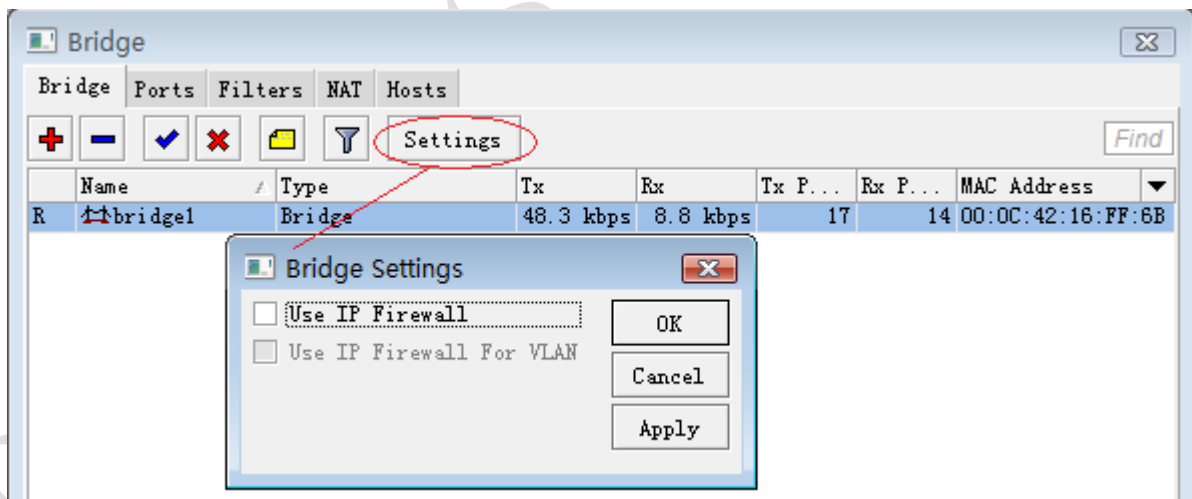 Bridge
Bridge Ports Filters NAT Hosts
Settings Find
Name Type Tx Rx Tx P... Rx P... MAC Address
R bridge1 Bridge 48.3 kbps 8.8 kbps 17 14 00:0C:42:16:FF:6B
Bridge Settings
Use IP Firewall OK
Use IP Firewall For VLAN
Cancel
Apply